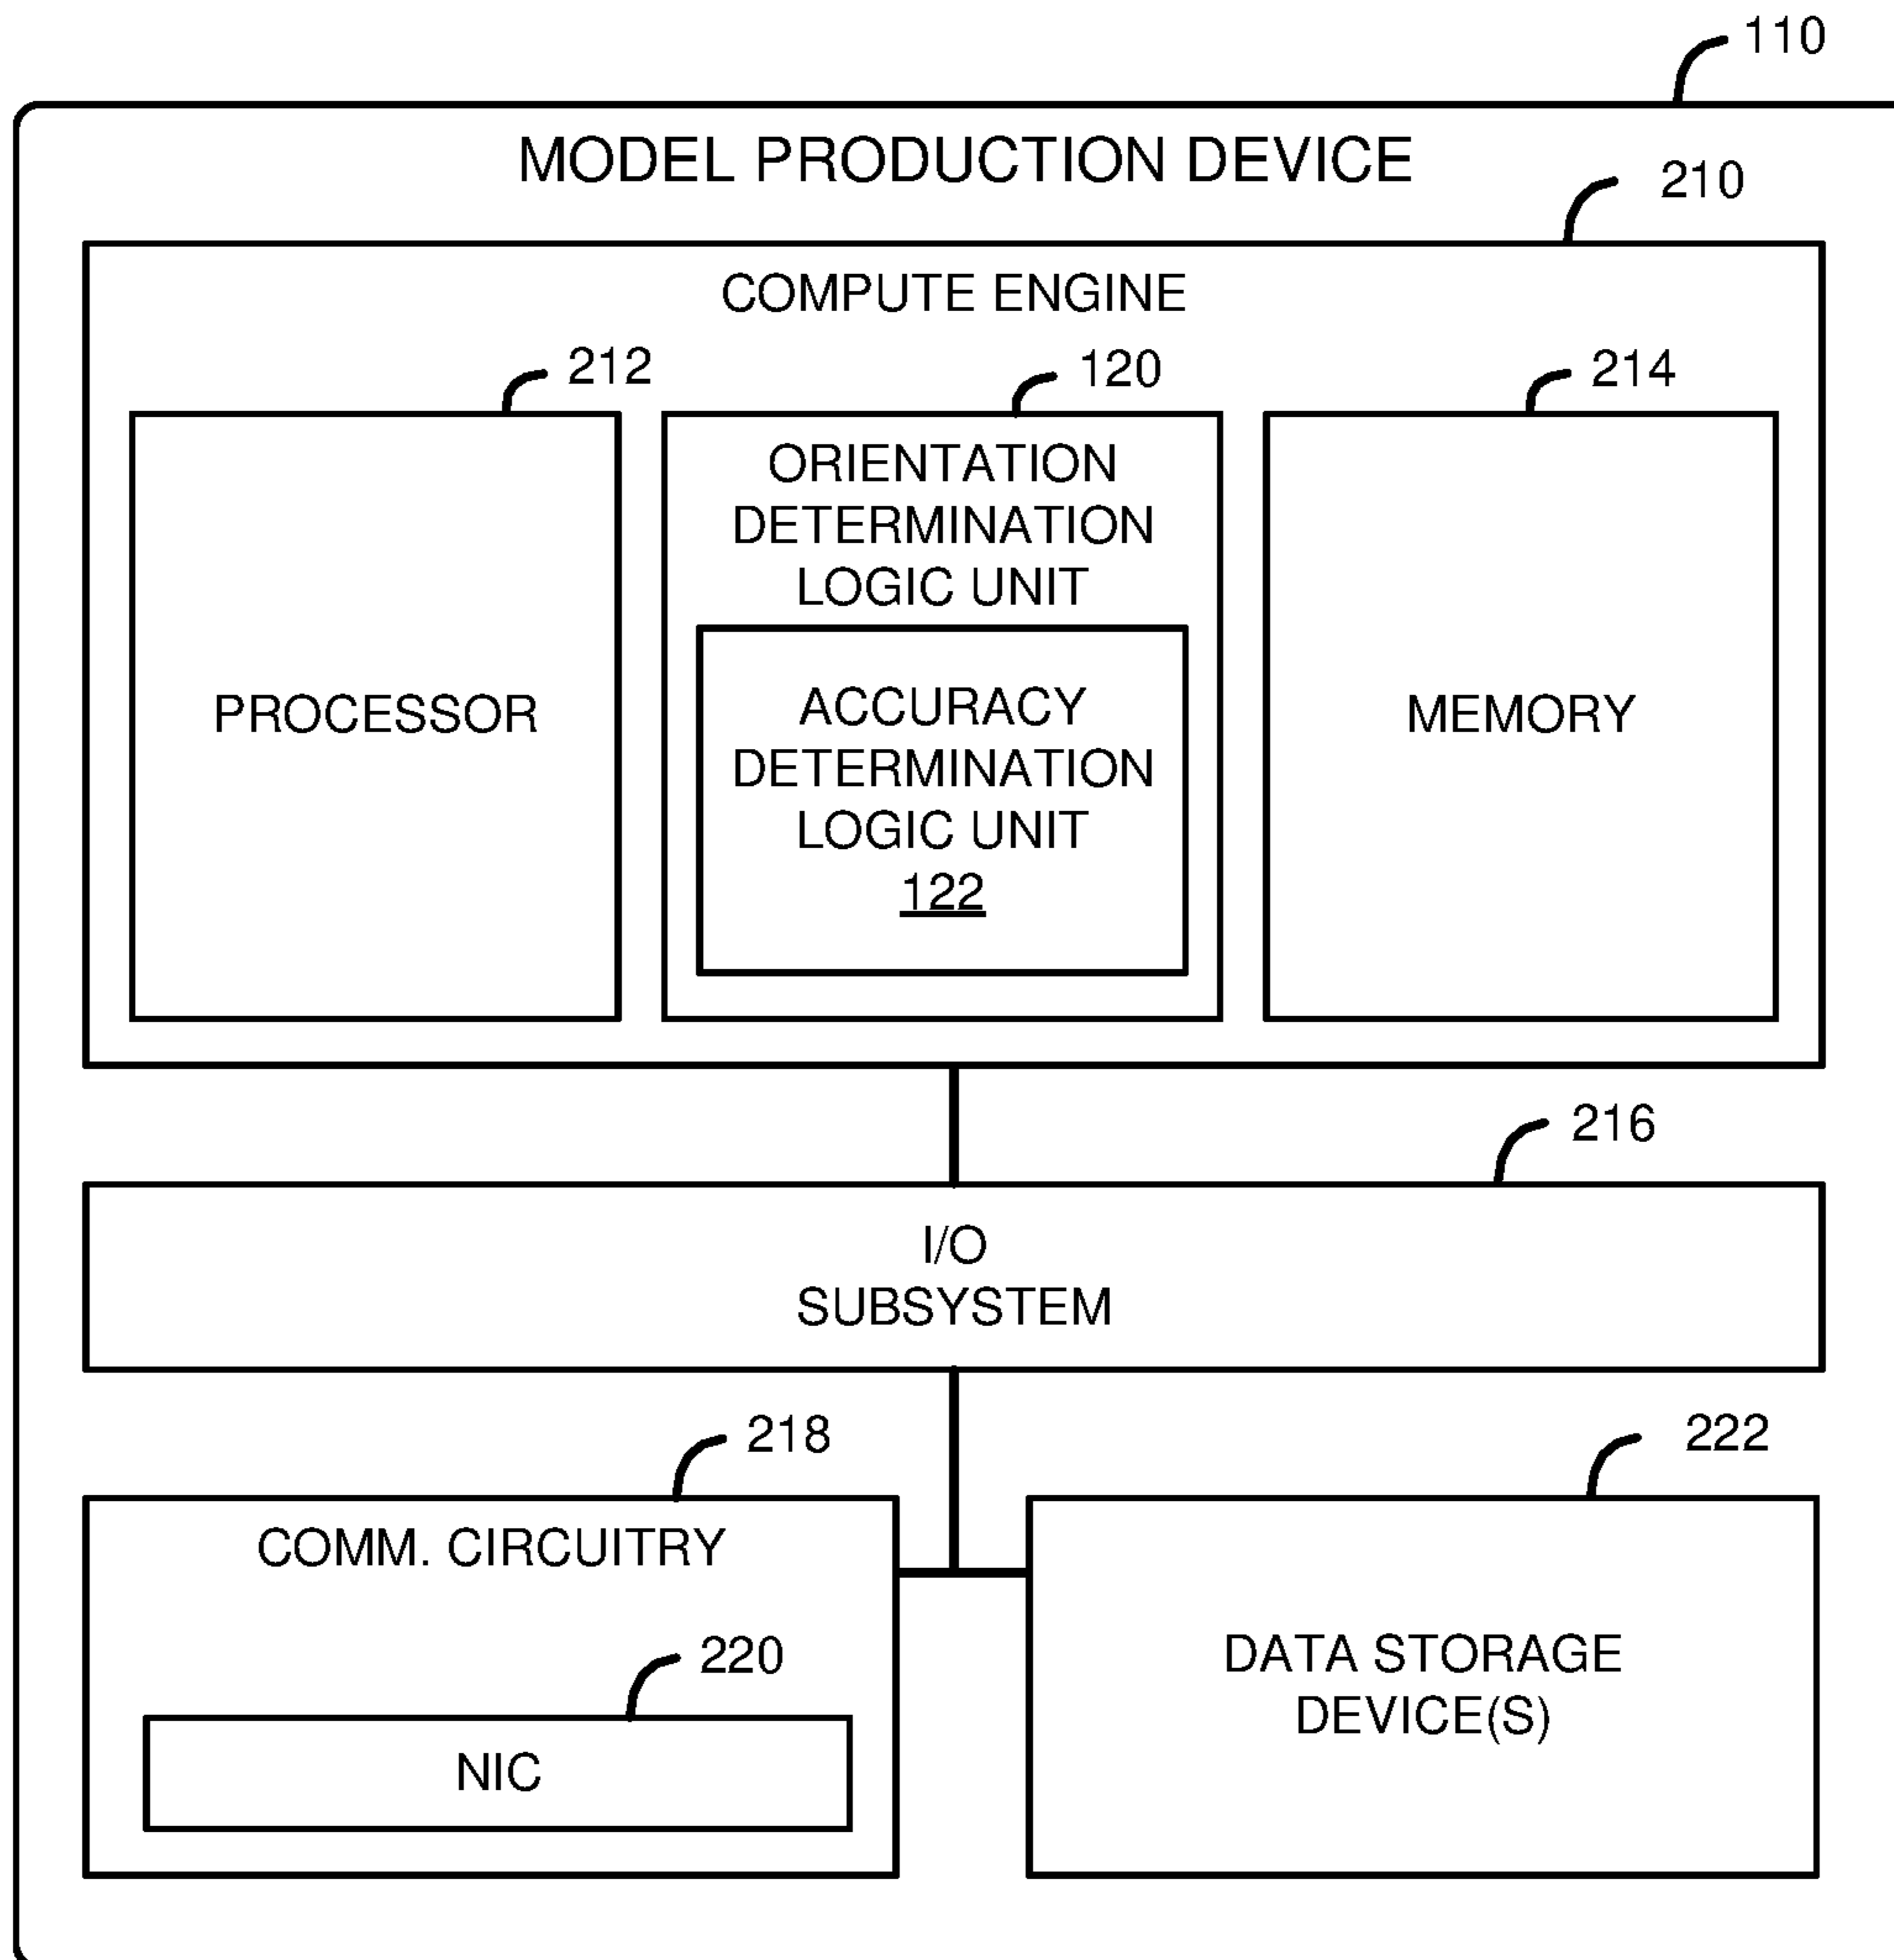 110
MODEL PRODUCTION DEVICE
210
COMPUTE ENGINE
212
120
214
PROCESSOR
ORIENTATION
DETERMINATION
LOGIC UNIT
ACCURACY
DETERMINATION
LOGIC UNIT
122
MEMORY
216
I/O
SUBSYSTEM
218
222
COMM. CIRCUITRY
220
NIC
DATA STORAGE
DEVICE(S)